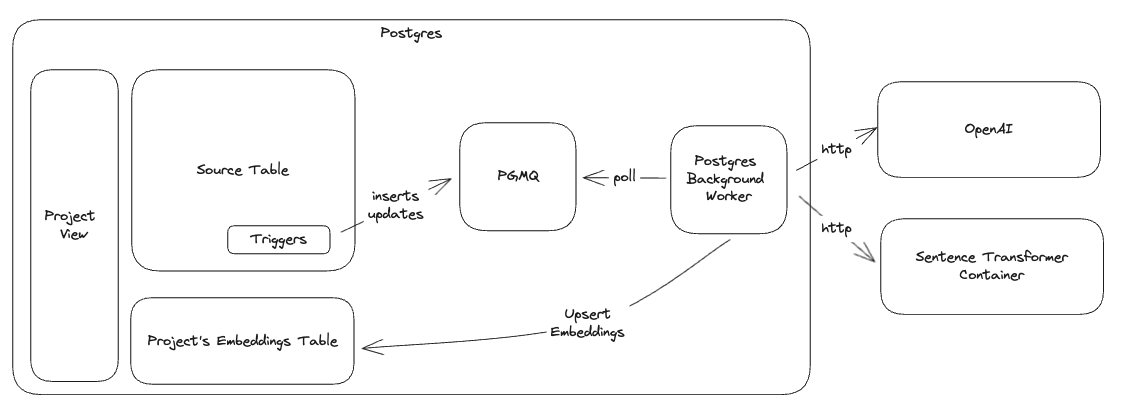 Postgres
Project
View
Source Table
Triggers
inserts
updates
PGMQ
poll
Postgres
Background
Worker
http
OpenAI
http
Sentence Transformer
Container
Upsert
Embeddings
Project's Embeddings Table